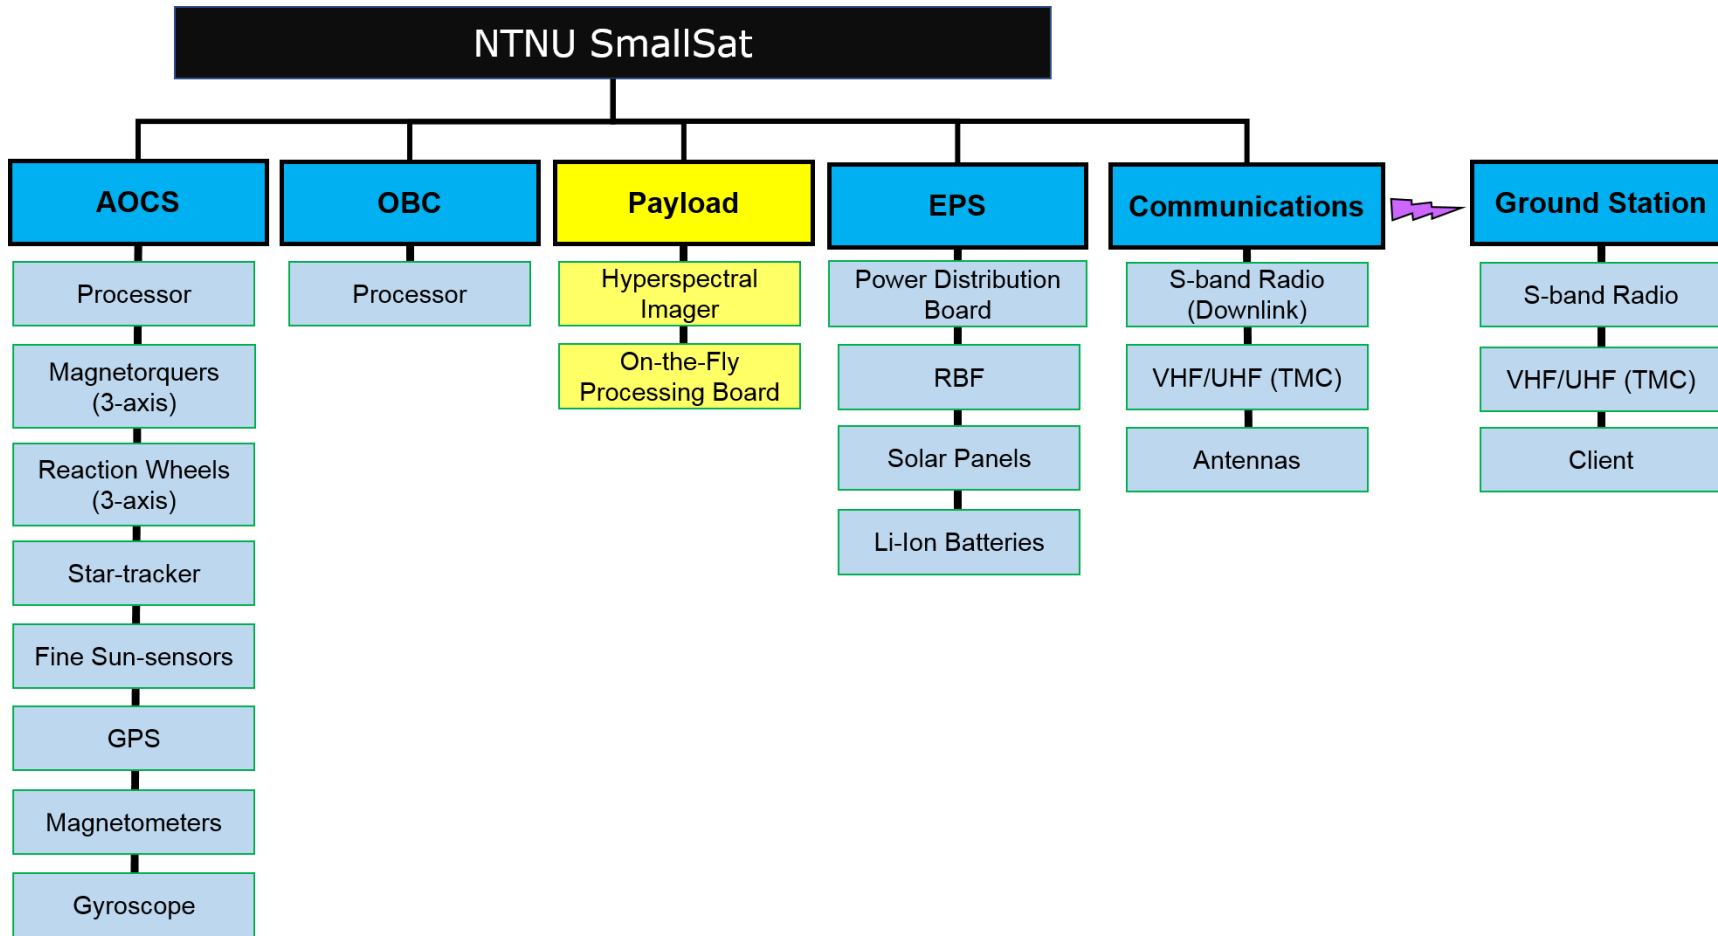 NTNU SmallSat
AOCS
OBC
Payload
EPS
Communications
Ground Station
Processor
Magnetorquers
(3-axis)
Reaction Wheels
(3-axis)
Star-tracker
Fine Sun-sensors
GPS
Magnetometers
Gyroscope
Processor
Hyperspectral
Imager
On-the-Fly
Processing Board
Power Distribution
Board
RBF
Solar Panels
Li-Ion Batteries
S-band Radio
(Downlink)
VHF/UHF (TMC)
Antennas
S-band Radio
VHF/UHF (TMC)
Client